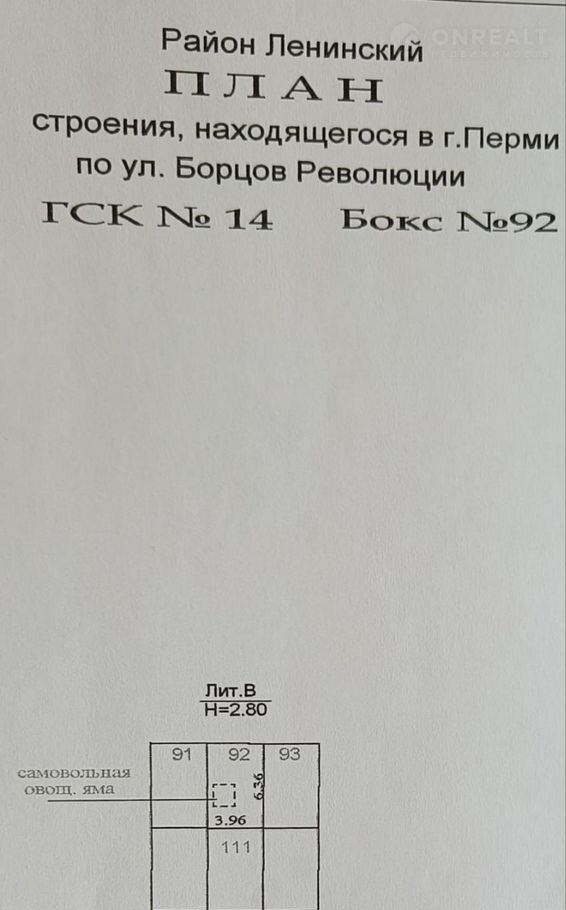 ONREALT
Район Ленинский
ПЛАН
строения, находящегося в г.Перми
по ул. Борцов Революции
ГСК № 14 Бокс №92
Лит.В
Н=2.80
91 92 93
самовольная
овощ. яма
6.36
3.96
111